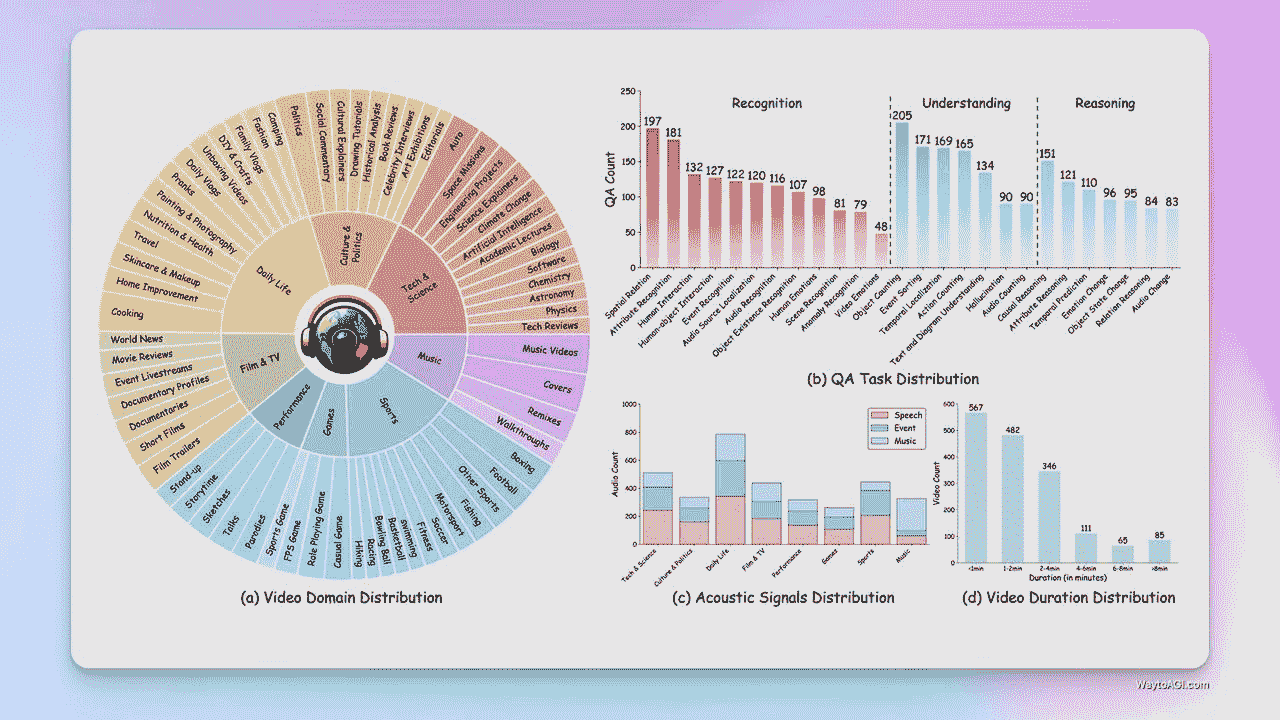 Politics
Social Commentary
Cultural Explainers
Drawing Tutorials
Historical Analysis
Book Reviews
Celebrity Interviews
Art Exhibitions
Editorials
Auto
Space Missions
Engineering Projects
Science Explainers
Climate Change
Artificial Intelligence
Academic Lectures
Biology
Software
Chemistry
Astronomy
Physics
Tech Reviews
Music Videos
Covers
Remixes
Walkthroughs
Boxing
Football
Other Sports
Fishing
Motorsport
Soccer
Fitness
swimming
Basketball
Bowling Ball
Racing
Hiking
Casual Game
Role Playing Game
FPS Game
Sports Game
Parodies
Talks
Sketches
Storytime
Stand-up
Film Trailers
Short Films
Documentaries
Documentary Profiles
Event Livestreams
Movie Reviews
World News
Cooking
Home Improvement
Skincare & Makeup
Travel
Nutrition & Health
Painting & Photography
Pranks
Daily Vlogs
Unboxing Videos
DIY & Crafts
Family Vlogs
Fashion
Camping
Daily Life
Culture &
Politics
Tech &
Science
Music
Sports
Games
Performance
Film & TV
(a) Video Domain Distribution
QA Count
250
200
150
100
50
0
Recognition
Understanding
Reasoning
197
181
132
127
122
120
116
107
98
81
79
48
205
171
169
165
134
90
90
151
121
110
96
95
84
83
Spatial Relation
Attribute Recognition
Human Interaction
Human-object Interaction
Event Recognition
Audio Source Localization
Audio Recognition
Object Existence Recognition
Human Emotions
Scene Recognition
Anomaly Recognition
Video Emotions
Object Counting
Event Sorting
Temporal Localization
Action Counting
Text and Diagram Understanding
Hallucination
Audio Counting
Causal Reasoning
Attribute Reasoning
Temporal Prediction
Emotion Change
Object State Change
Relation Reasoning
Audio Change
(b) QA Task Distribution
Audio Count
1000
800
600
400
200
0
Speech
Event
Music
Tech & Science
Culture & Politics
Daily Life
Film & TV
Performance
Games
Sports
Music
(c) Acoustic Signals Distribution
Video Count
600
500
400
300
200
100
0
567
482
346
111
65
85
<1min
1-2min
2-4min
4-6min
6-8min
>8min
Duration (in minutes)
(d) Video Duration Distribution
WaytoAGI.com